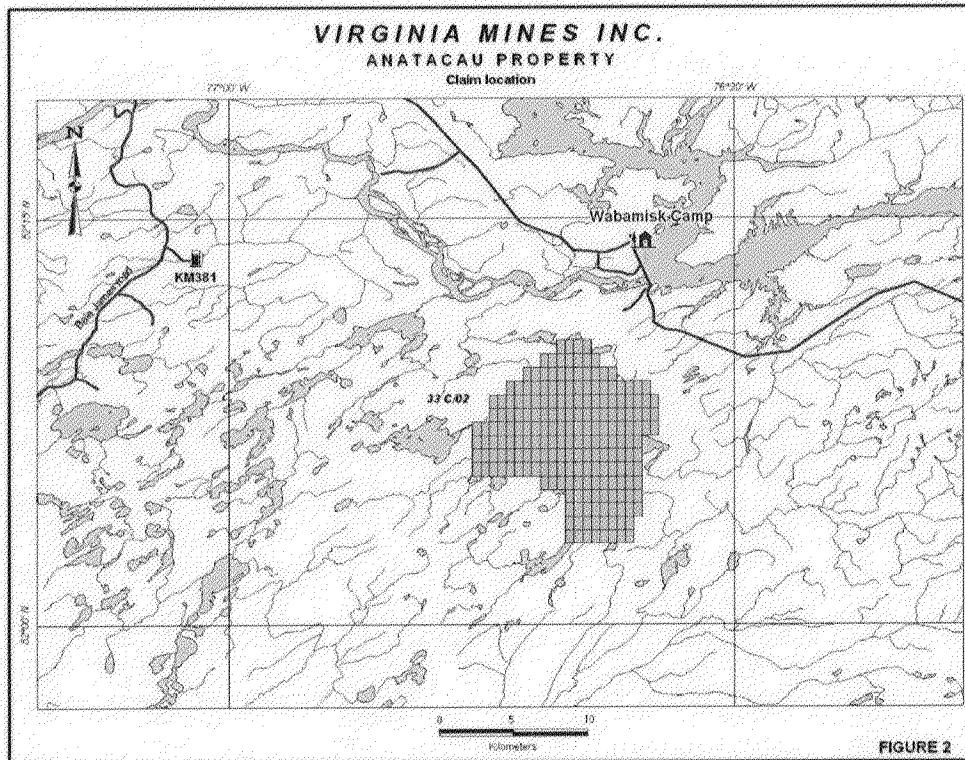 VIRGINIA MINES INC.
ANATACAU PROPERTY
Claim location
77°00' W
76°30' W
N
52°15' N
Wabamisk Camp
KM381
Baie James road
33 C/02
52°00' N
0 5 10
Kilometers
FIGURE 2